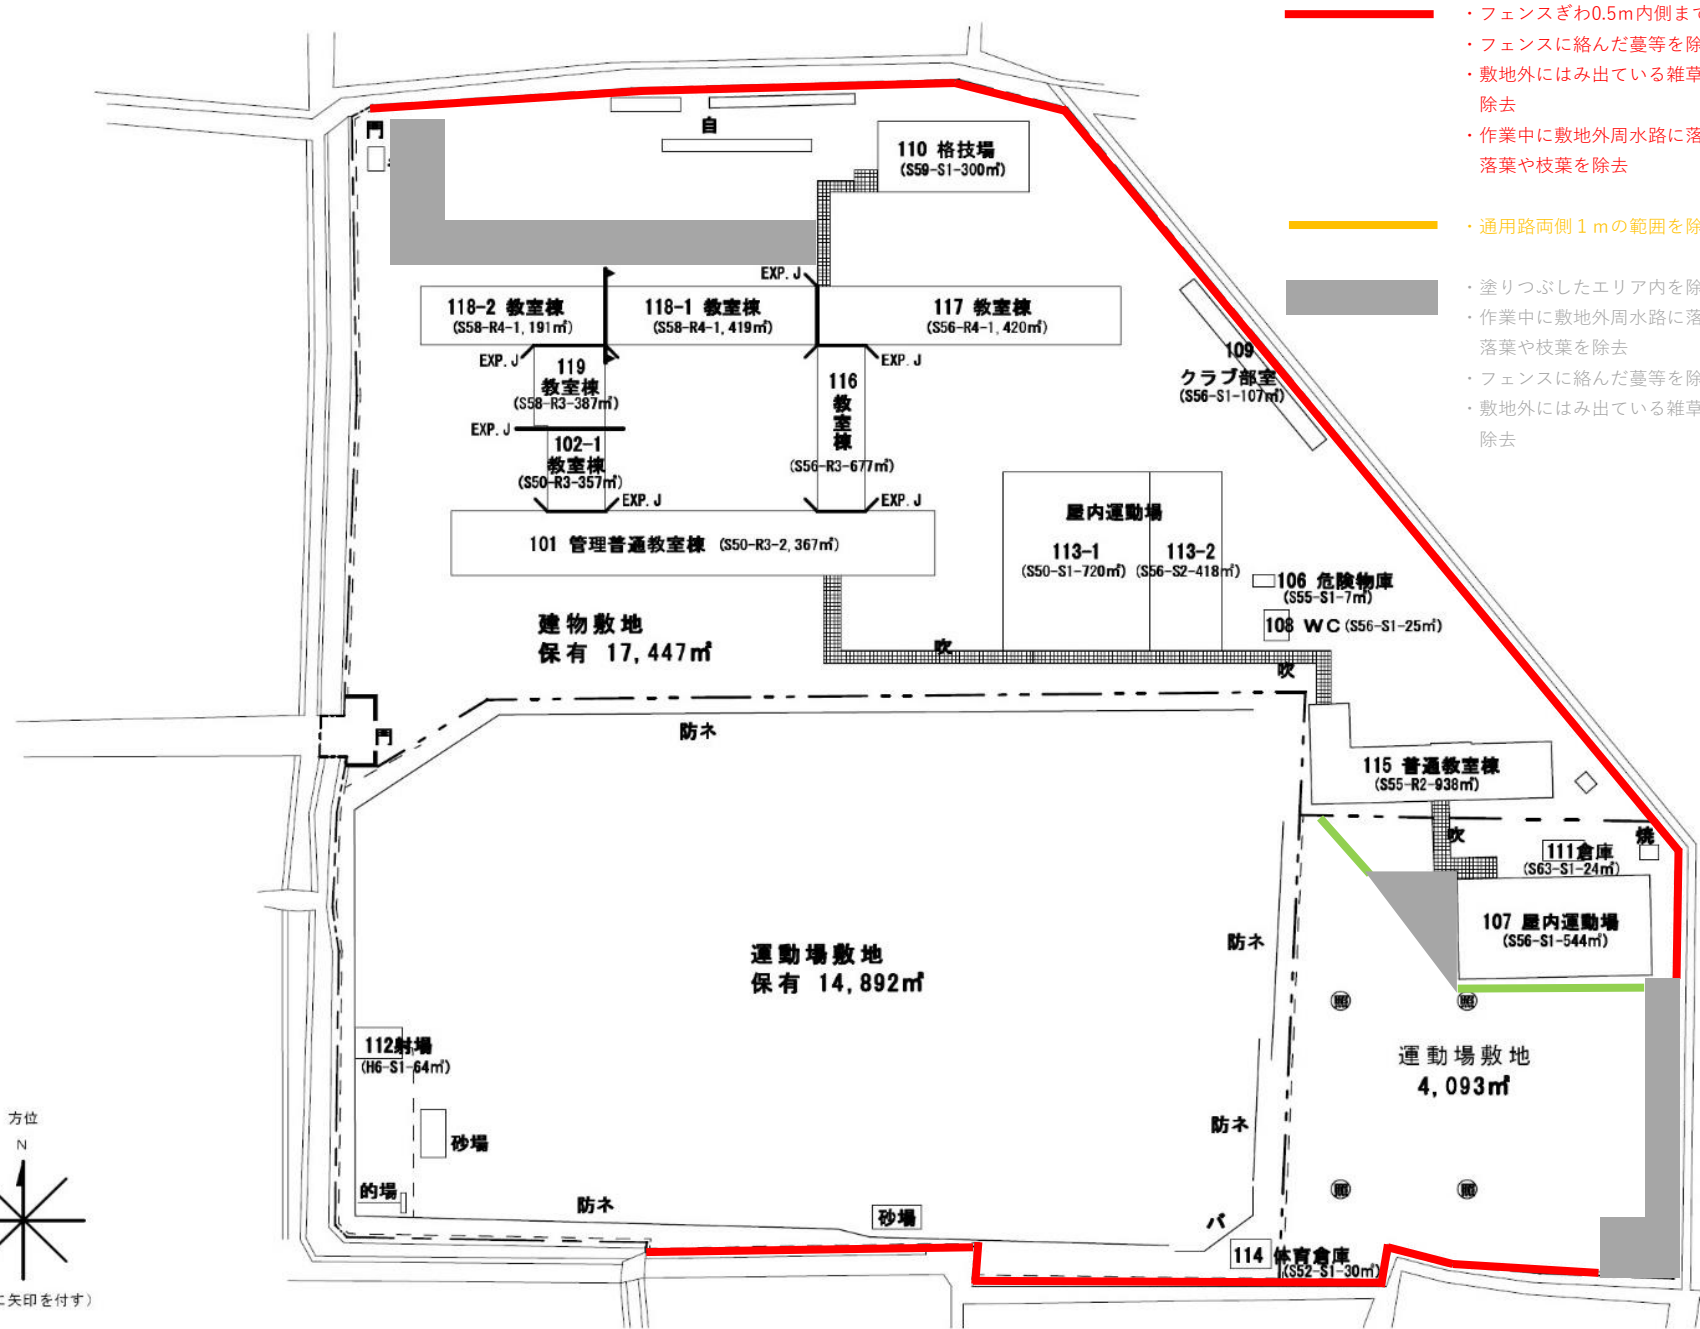 ・フェンスぎわ0.5m内側まで
・フェンスに絡んだ蔓等を除
・敷地外にはみ出ている雑草
除去
・作業中に敷地外周水路に落
落葉や枝葉を除去
・通用路両側１ｍの範囲を除
・塗りつぶしたエリア内を除
・作業中に敷地外周水路に落
落葉や枝葉を除去
・フェンスに絡んだ蔓等を除
・敷地外にはみ出ている雑草
除去
門
自
110 格技場
(S59-S1-300㎡)
EXP. J
118-2 教室棟
(S58-R4-1, 191㎡)
118-1 教室棟
(S58-R4-1, 419㎡)
117 教室棟
(S56-R4-1, 420㎡)
EXP. J
EXP. J
119
教室棟
(S58-R3-387㎡)
116
教室棟
(S56-R3-677㎡)
109
クラブ部室
(S56-S1-107㎡)
EXP. J
102-1
教室棟
(S50-R3-357㎡)
EXP. J
EXP. J
101 管理普通教室棟 (S50-R3-2, 367㎡)
屋内運動場
113-1
(S50-S1-720㎡)
113-2
(S56-S2-418㎡)
106 危険物庫
(S55-S1-7㎡)
108 WC (S56-S1-25㎡)
建物敷地
保有 17,447㎡
吹
吹
門
防ネ
115 普通教室棟
(S55-R2-938㎡)
吹
焼
111倉庫
(S63-S1-24㎡)
107 屋内運動場
(S56-S1-544㎡)
運動場敷地
保有 14,892㎡
防ネ
照
照
112射場
(H6-S1-64㎡)
運動場敷地
4,093㎡
方位
N
砂場
防ネ
的場
防ネ
照
照
砂場
バ
114 体育倉庫
(S52-S1-30㎡)
に矢印を付す）